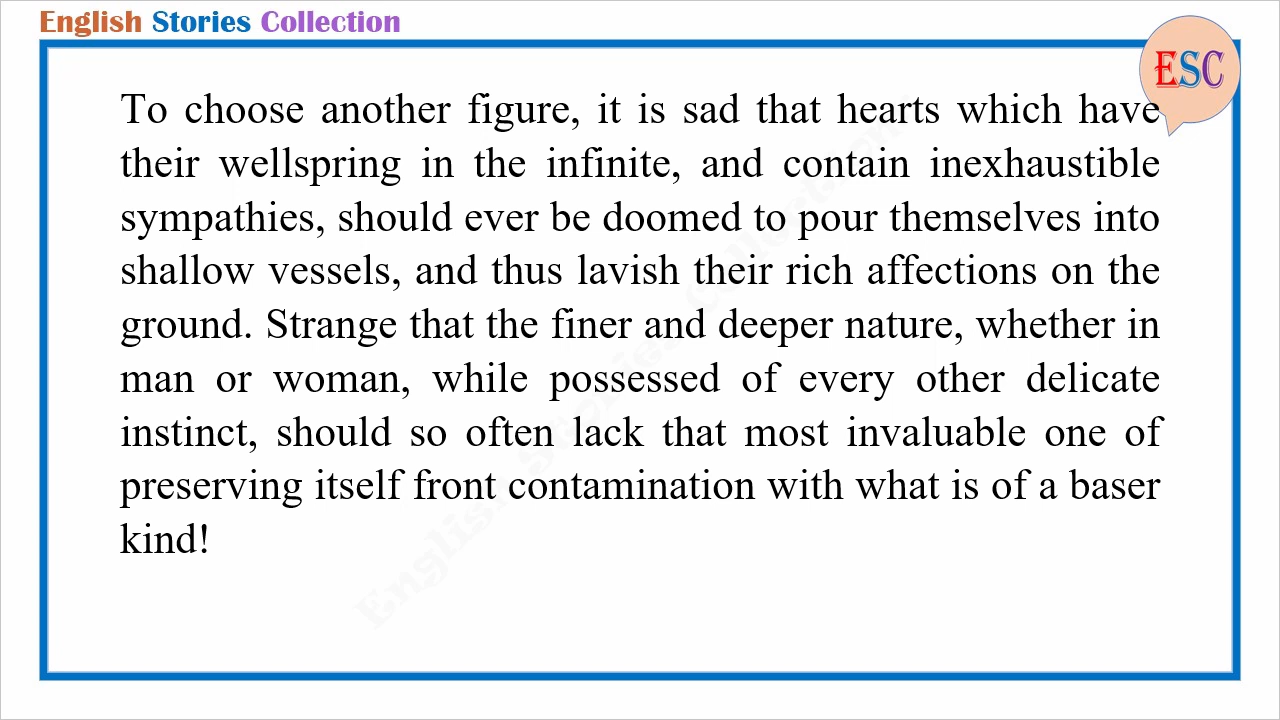 English Stories Collection
ESC
To choose another figure, it is sad that hearts which have
their wellspring in the infinite, and contain inexhaustible
sympathies, should ever be doomed to pour themselves into
shallow vessels, and thus lavish their rich affections on the
ground. Strange that the finer and deeper nature, whether in
man or woman, while possessed of every other delicate
instinct, should so often lack that most invaluable one of
preserving itself front contamination with what is of a baser
kind!
English Stories Collection